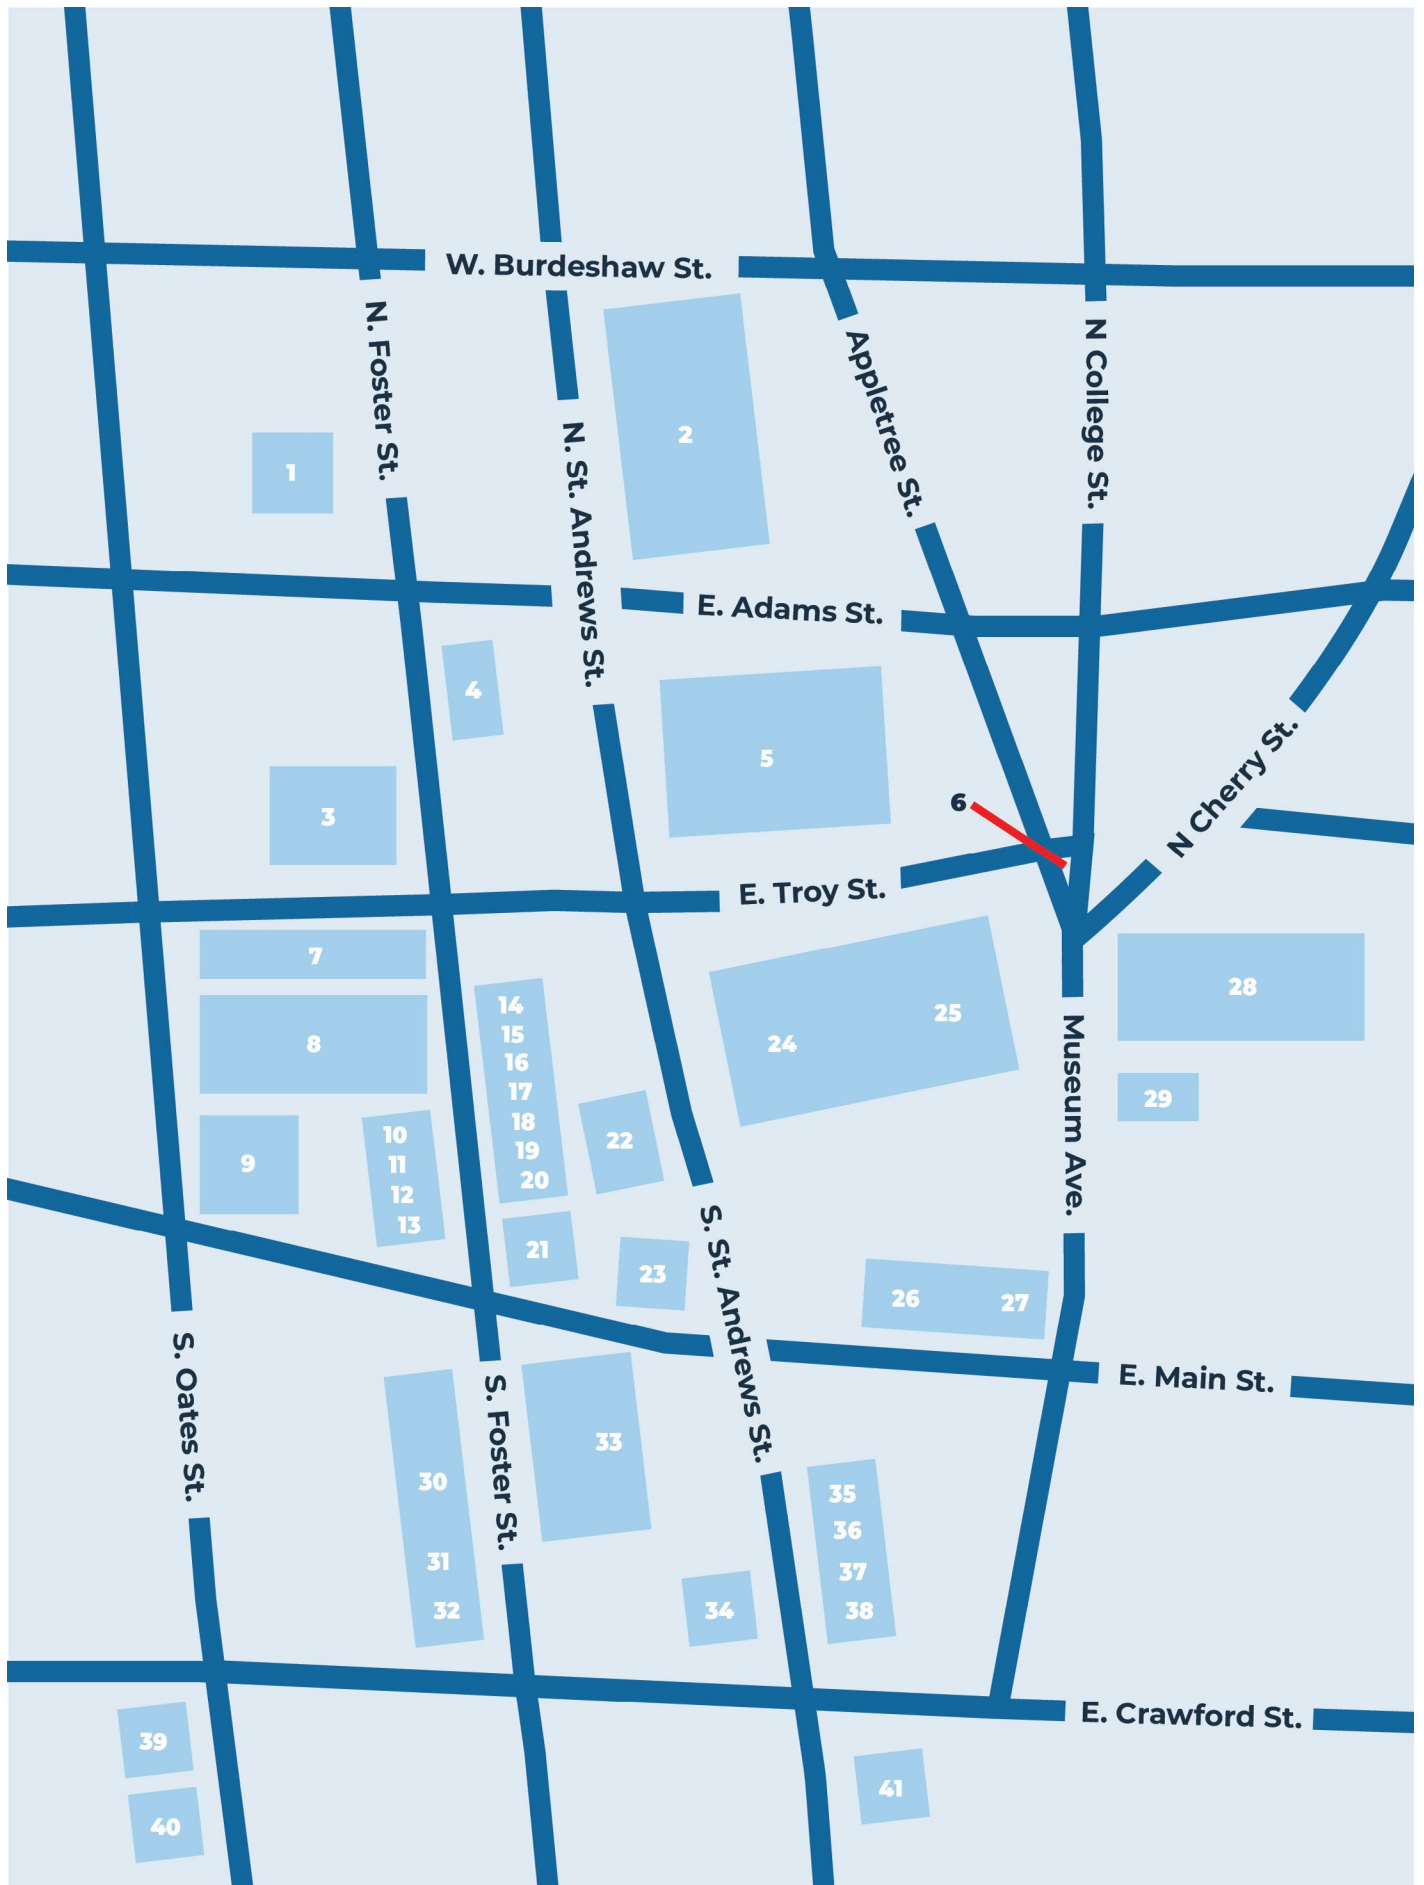 W. Burdeshaw St.
N. Foster St.
N. St. Andrews St.
Appletree St.
N College St.
1
2
E. Adams St.
4
3
5
6
N Cherry St.
E. Troy St.
7
8
9
10
11
12
13
14
15
16
17
18
19
20
21
22
23
24
25
Museum Ave.
28
29
26
27
S. St. Andrews St.
S. Oates St.
S. Foster St.
E. Main St.
30
31
32
33
34
35
36
37
38
E. Crawford St.
39
40
41